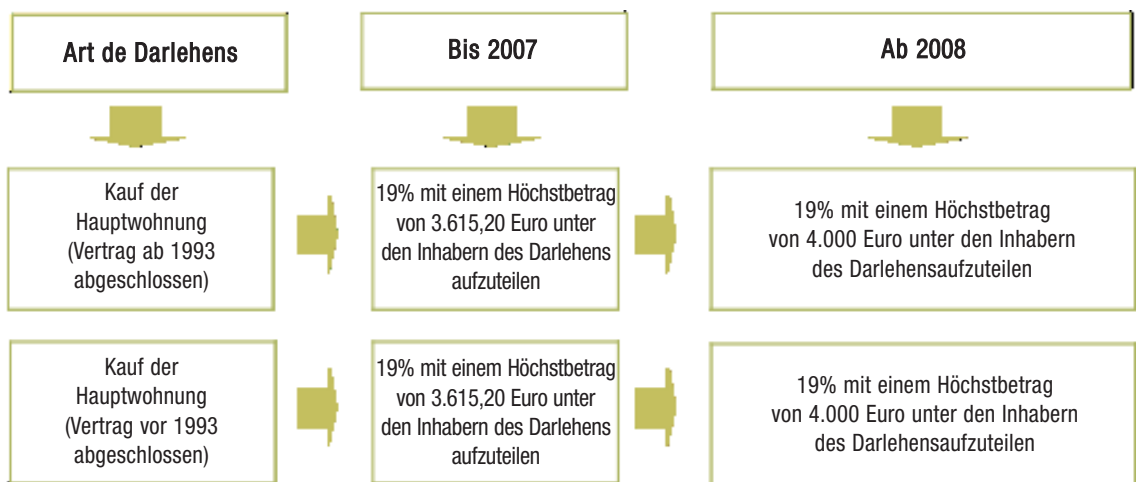 Art de Darlehens
Bis 2007
Ab 2008
Kauf der
Hauptwohnung
(Vertrag ab 1993
abgeschlossen)
19% mit einem Höchstbetrag
von 3.615,20 Euro unter
den Inhabern des Darlehens
aufzuteilen
19% mit einem Höchstbetrag
von 4.000 Euro unter den Inhabern
des Darlehensaufzuteilen
Kauf der
Hauptwohnung
(Vertrag vor 1993
abgeschlossen)
19% mit einem Höchstbetrag
von 3.615,20 Euro unter
den Inhabern des Darlehens
aufzuteilen
19% mit einem Höchstbetrag
von 4.000 Euro unter den Inhabern
des Darlehensaufzuteilen